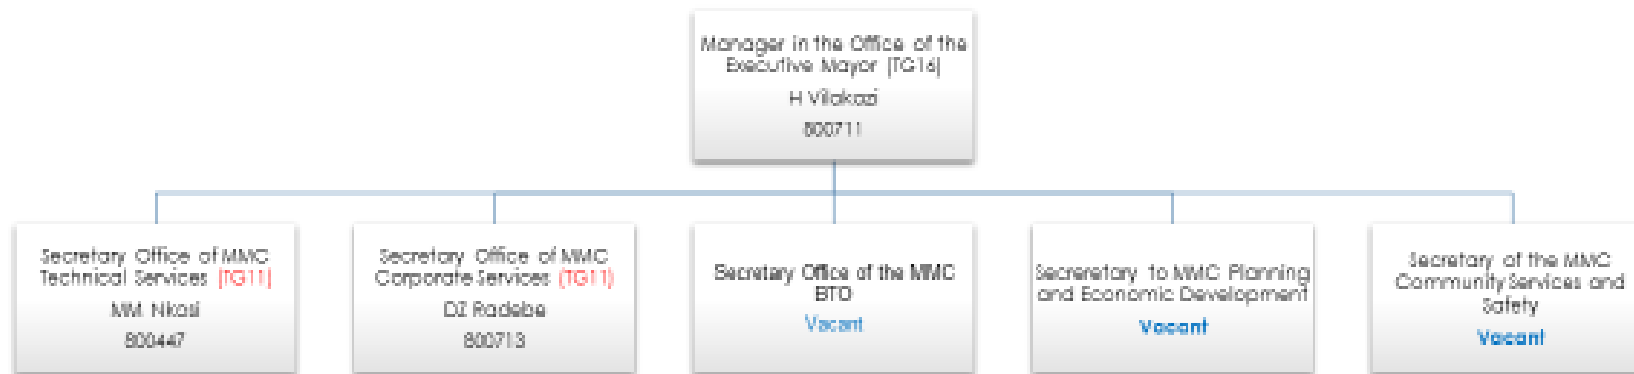 Manager in the Office of the
Executive Mayor (TG16)
H Vilakazi
800711
Secretary Office of MMC
Technical Services (TG11)
MM Nkosi
800447
Secretary Office of MMC
Corporate Services (TG11)
DZ Radebe
800713
Secretary Office of the MMC
BTO
Vacant
Secreretary to MMC Planning
and Economic Development
Vacant
Secretary of the MMC
Community Services and
Safety
Vacant